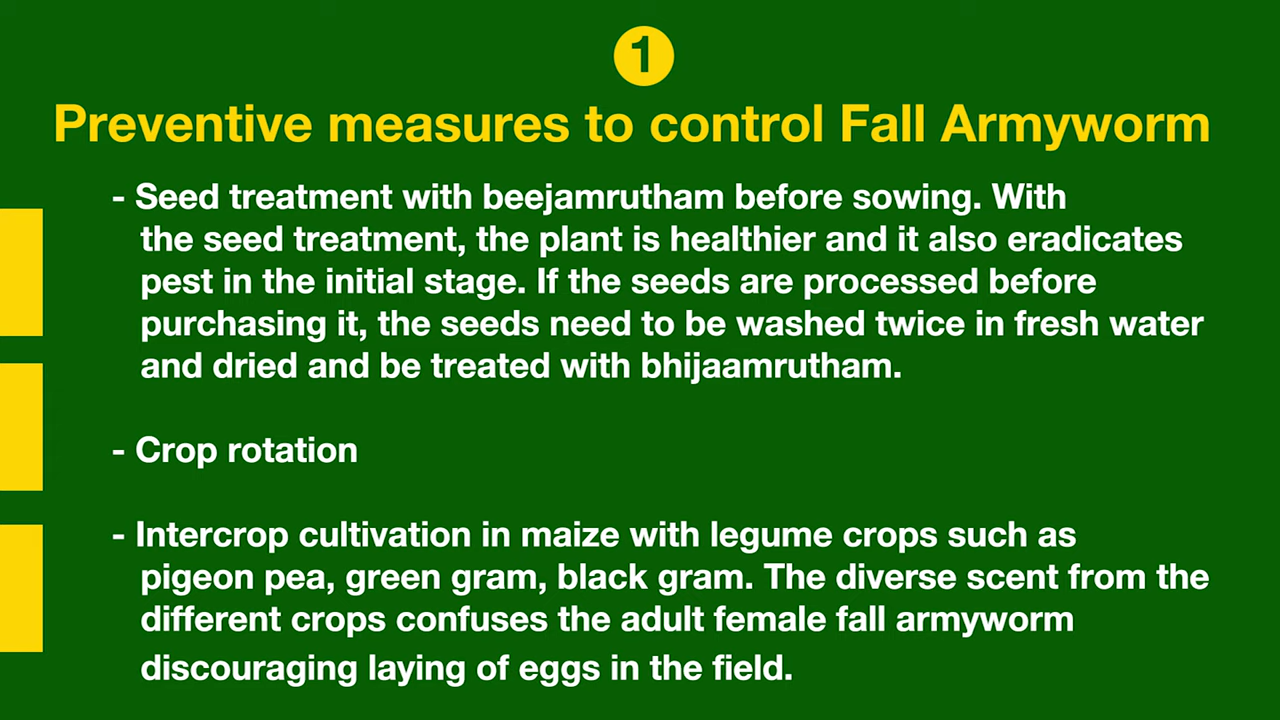 1
Preventive measures to control Fall Armyworm
- Seed treatment with beejamrutham before sowing. With
the seed treatment, the plant is healthier and it also eradicates
pest in the initial stage. If the seeds are processed before
purchasing it, the seeds need to be washed twice in fresh water
and dried and be treated with bhijaamrutham.
- Crop rotation
- Intercrop cultivation in maize with legume crops such as
pigeon pea, green gram, black gram. The diverse scent from the
different crops confuses the adult female fall armyworm
discouraging laying of eggs in the field.